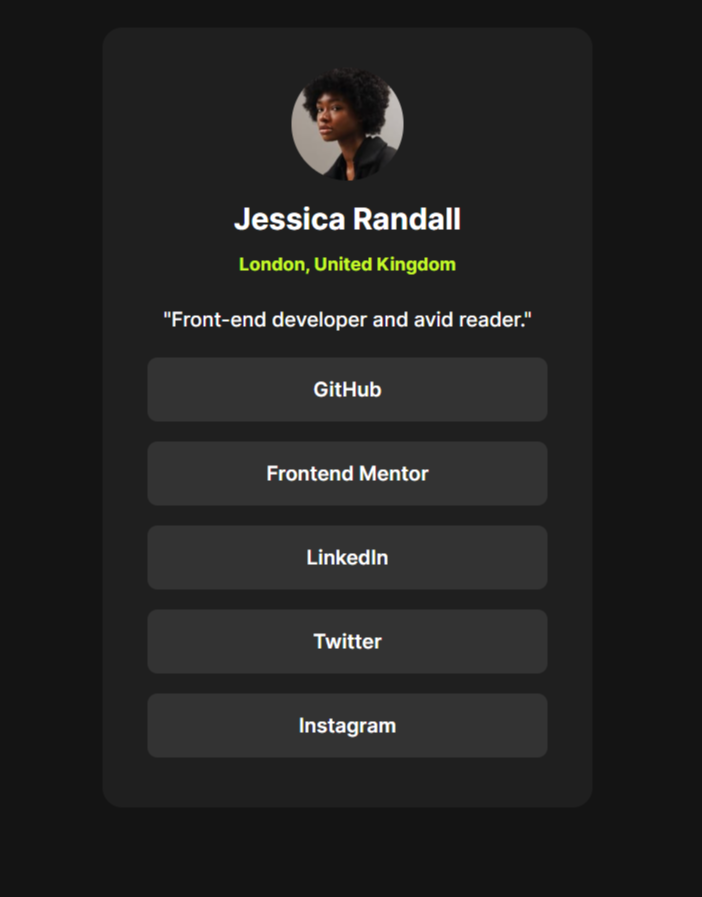 Jessica Randall
London, United Kingdom
"Front-end developer and avid reader."
GitHub
Frontend Mentor
LinkedIn
Twitter
Instagram